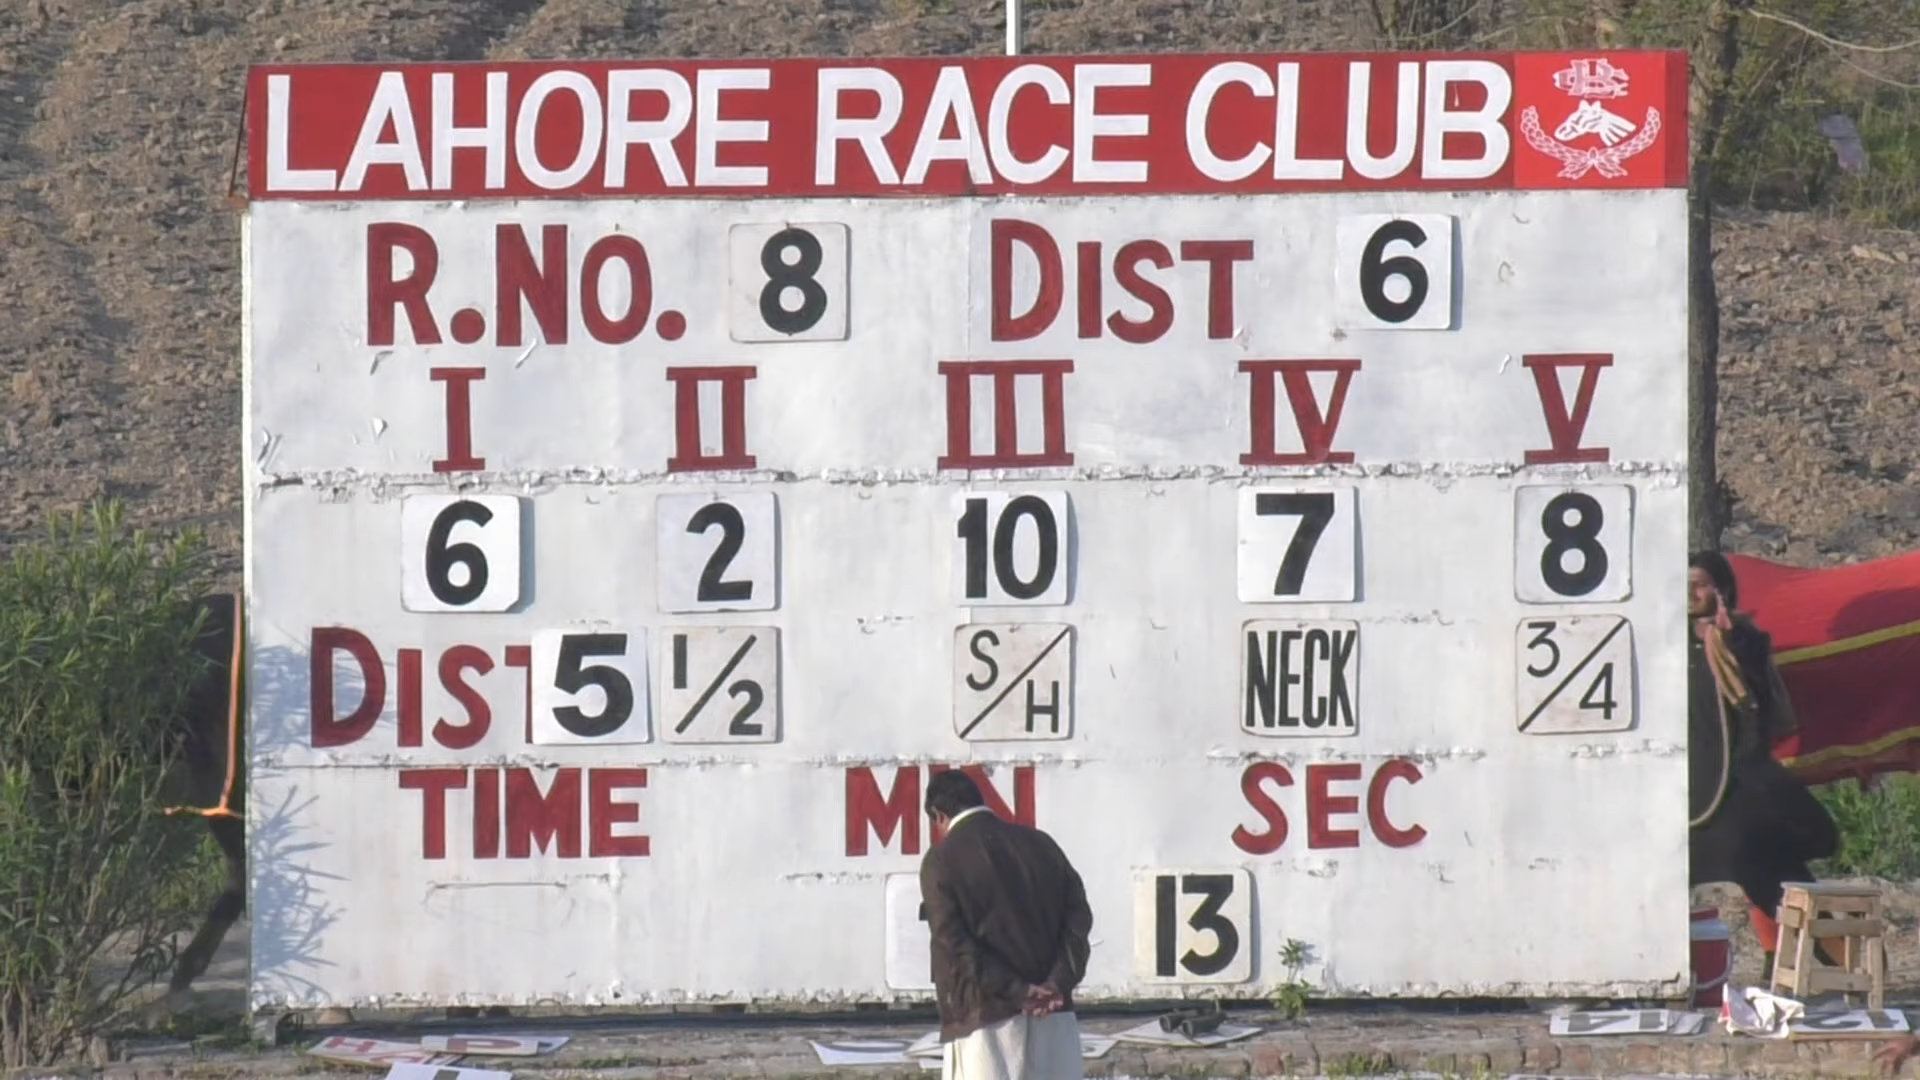 LAHORE RACE CLUB
R.NO. 8 DIST 6
I II III IV V
6 2 10 7 8
DIST 5 1/2 S/H NECK 3/4
TIME MIN SEC
13